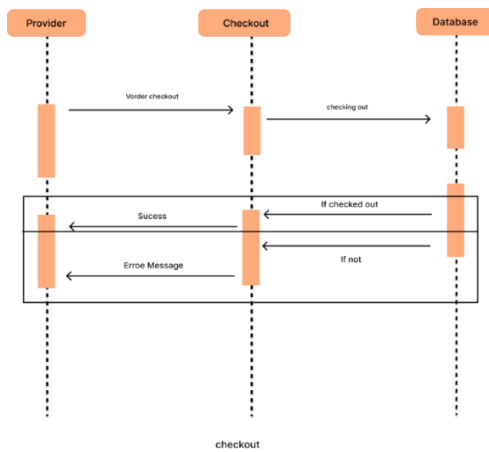 Provider
Checkout
Database
Vorder checkout
checking out
If checked out
Sucess
If not
Erroe Message
checkout